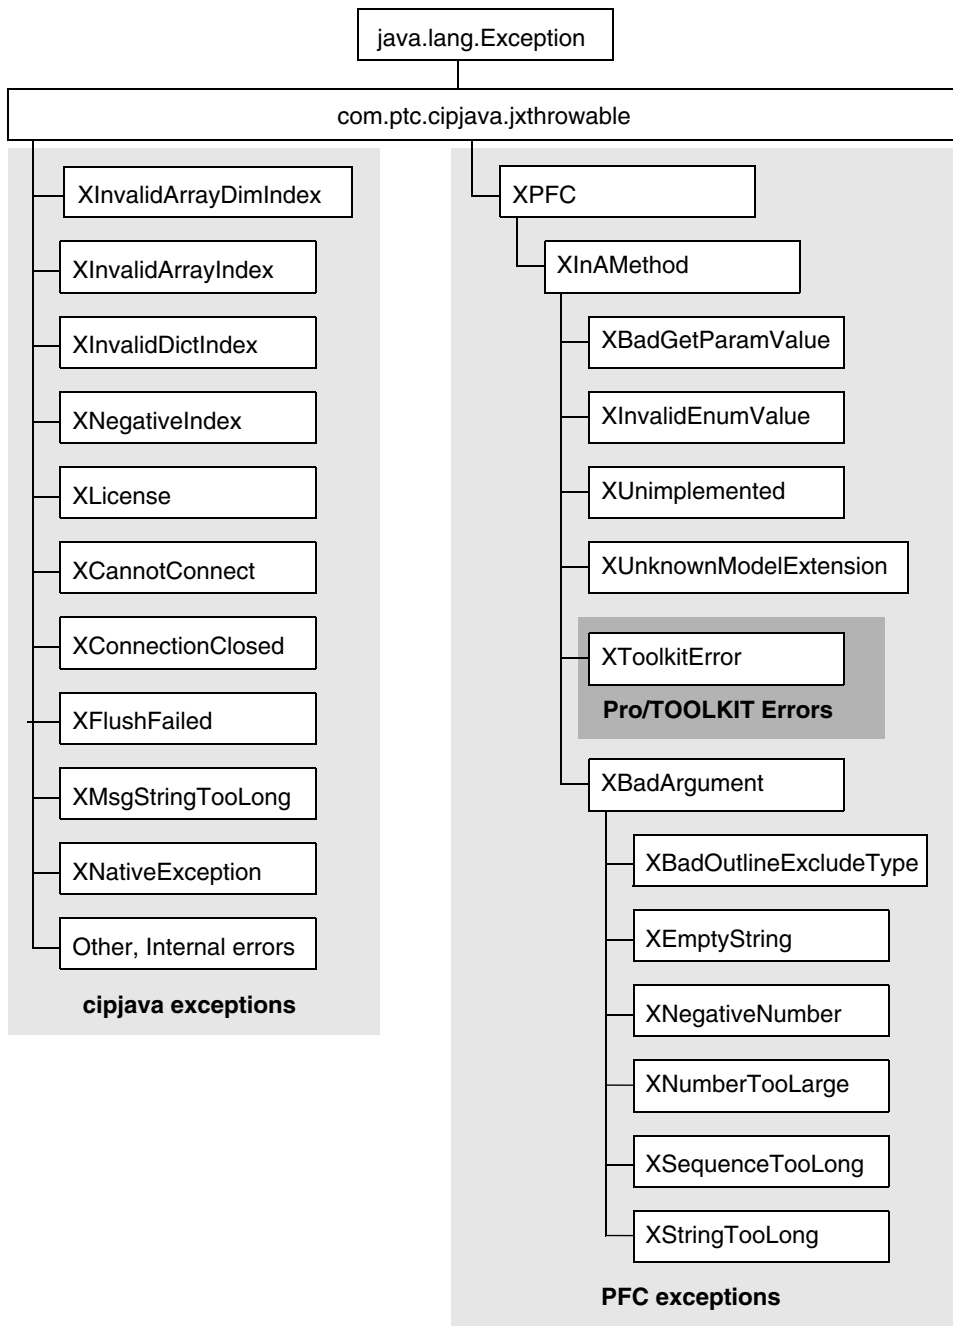 java.lang.Exception
com.ptc.cipjava.jxthrowable
XInvalidArrayDimIndex
XInvalidArrayIndex
XInvalidDictIndex
XNegativeIndex
XLicense
XCannotConnect
XConnectionClosed
XFlushFailed
XMsgStringTooLong
XNativeException
Other, Internal errors
cipjava exceptions
XPFC
XInAMethod
XBadGetParamValue
XInvalidEnumValue
XUnimplemented
XUnknownModelExtension
XToolkitError
Pro/TOOLKIT Errors
XBadArgument
XBadOutlineExcludeType
XEmptyString
XNegativeNumber
XNumberTooLarge
XSequenceTooLong
XStringTooLong
PFC exceptions